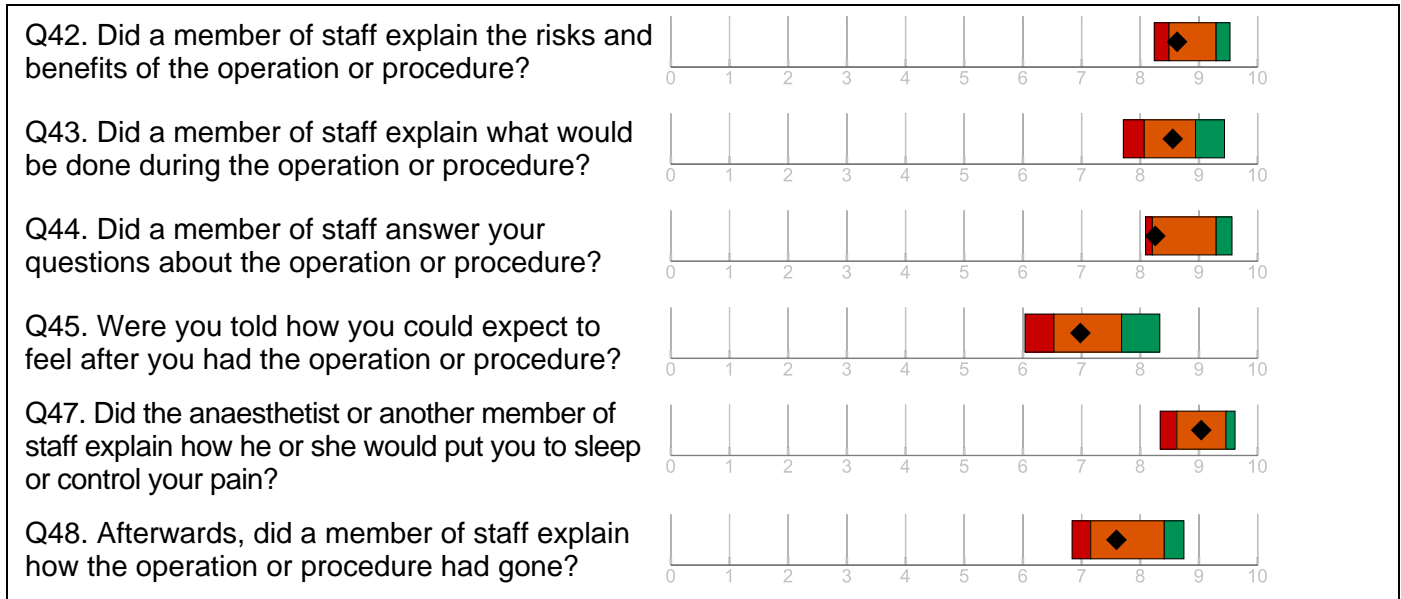 Q42. Did a member of staff explain the risks and
benefits of the operation or procedure?
0 1 2 3 4 5 6 7 8 9 10
Q43. Did a member of staff explain what would
be done during the operation or procedure?
0 1 2 3 4 5 6 7 8 9 10
Q44. Did a member of staff answer your
questions about the operation or procedure?
0 1 2 3 4 5 6 7 8 9 10
Q45. Were you told how you could expect to
feel after you had the operation or procedure?
0 1 2 3 4 5 6 7 8 9 10
Q47. Did the anaesthetist or another member of
staff explain how he or she would put you to sleep
or control your pain?
0 1 2 3 4 5 6 7 8 9 10
Q48. Afterwards, did a member of staff explain
how the operation or procedure had gone?
0 1 2 3 4 5 6 7 8 9 10